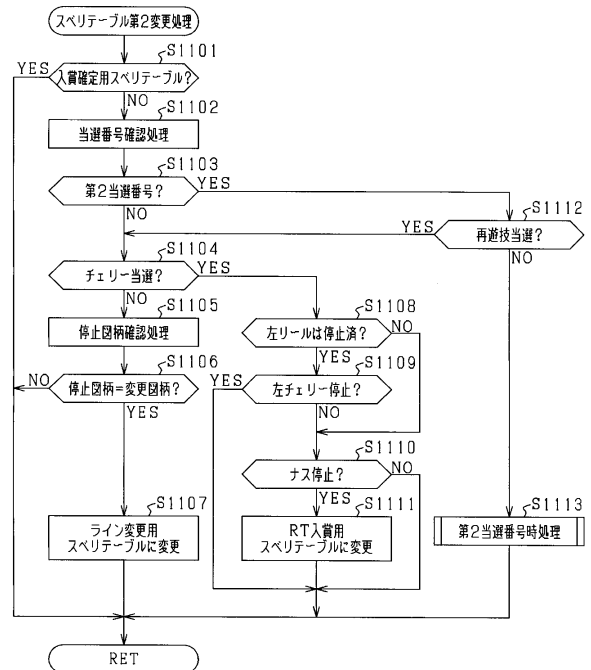 スベリテーブル第2変更処理
S1101
YES
入賞確定用スベリテーブル?
NO
S1102
当選番号確認処理
S1103
第2当選番号?
YES
NO
S1112
YES
再遊技当選?
NO
S1104
チェリー当選?
YES
NO
S1105
停止図柄確認処理
S1108
左リールは停止済?
NO
YES
S1106
NO
停止図柄=変更図柄?
YES
S1109
YES
左チェリー停止?
NO
S1110
ナス停止?
NO
YES
S1107
ライン変更用
スベリテーブルに変更
S1111
RT入賞用
スベリテーブルに変更
S1113
第2当選番号時処理
RET